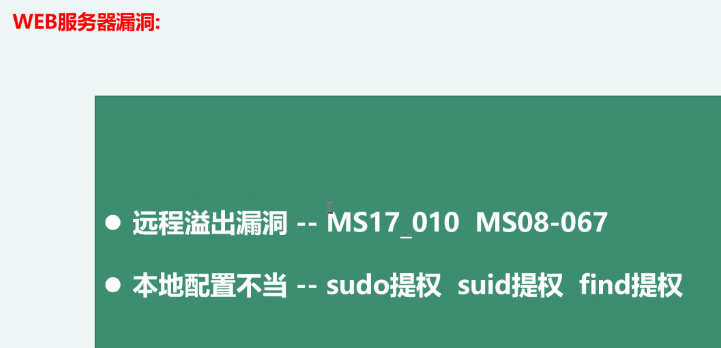 WEB服务器漏洞:
● 远程溢出漏洞 -- MS17_010 MS08-067
● 本地配置不当 -- sudo提权 suid提权 find提权